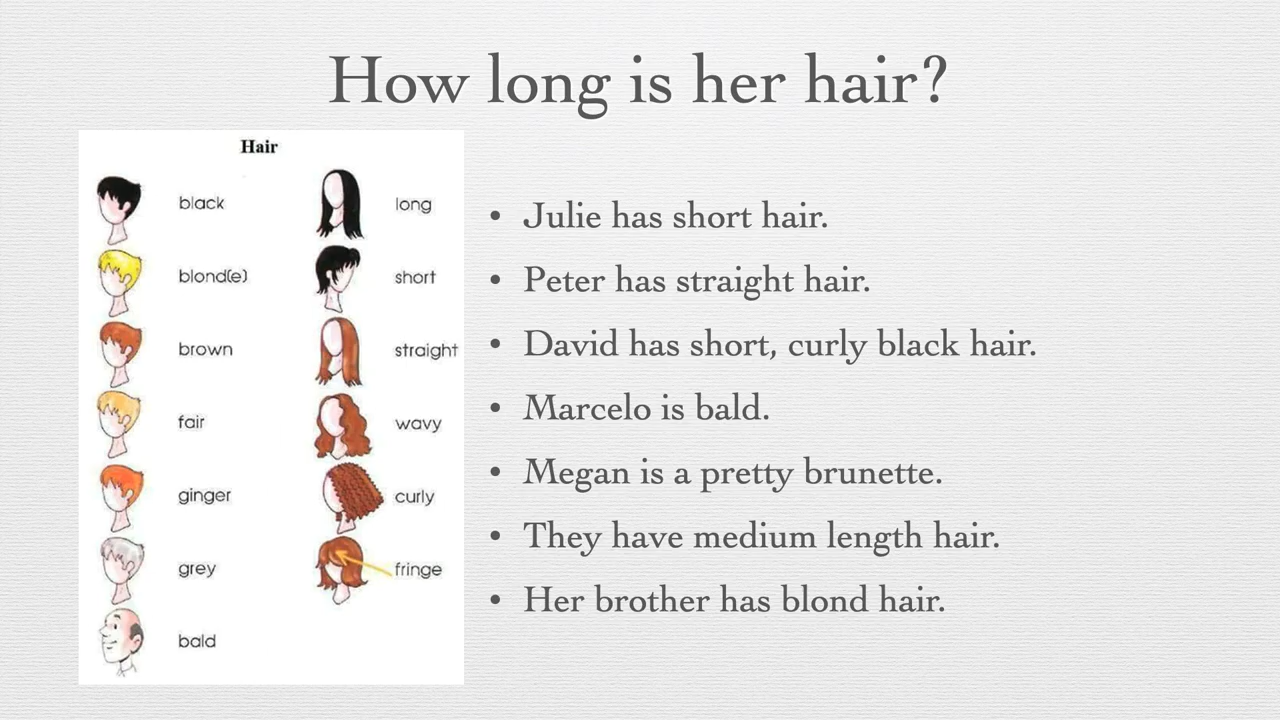 How long is her hair?
Hair
black
long
blond(e)
short
brown
straight
fair
wavy
ginger
curly
grey
fringe
bald
• Julie has short hair.
• Peter has straight hair.
• David has short, curly black hair.
• Marcelo is bald.
• Megan is a pretty brunette.
• They have medium length hair.
• Her brother has blond hair.